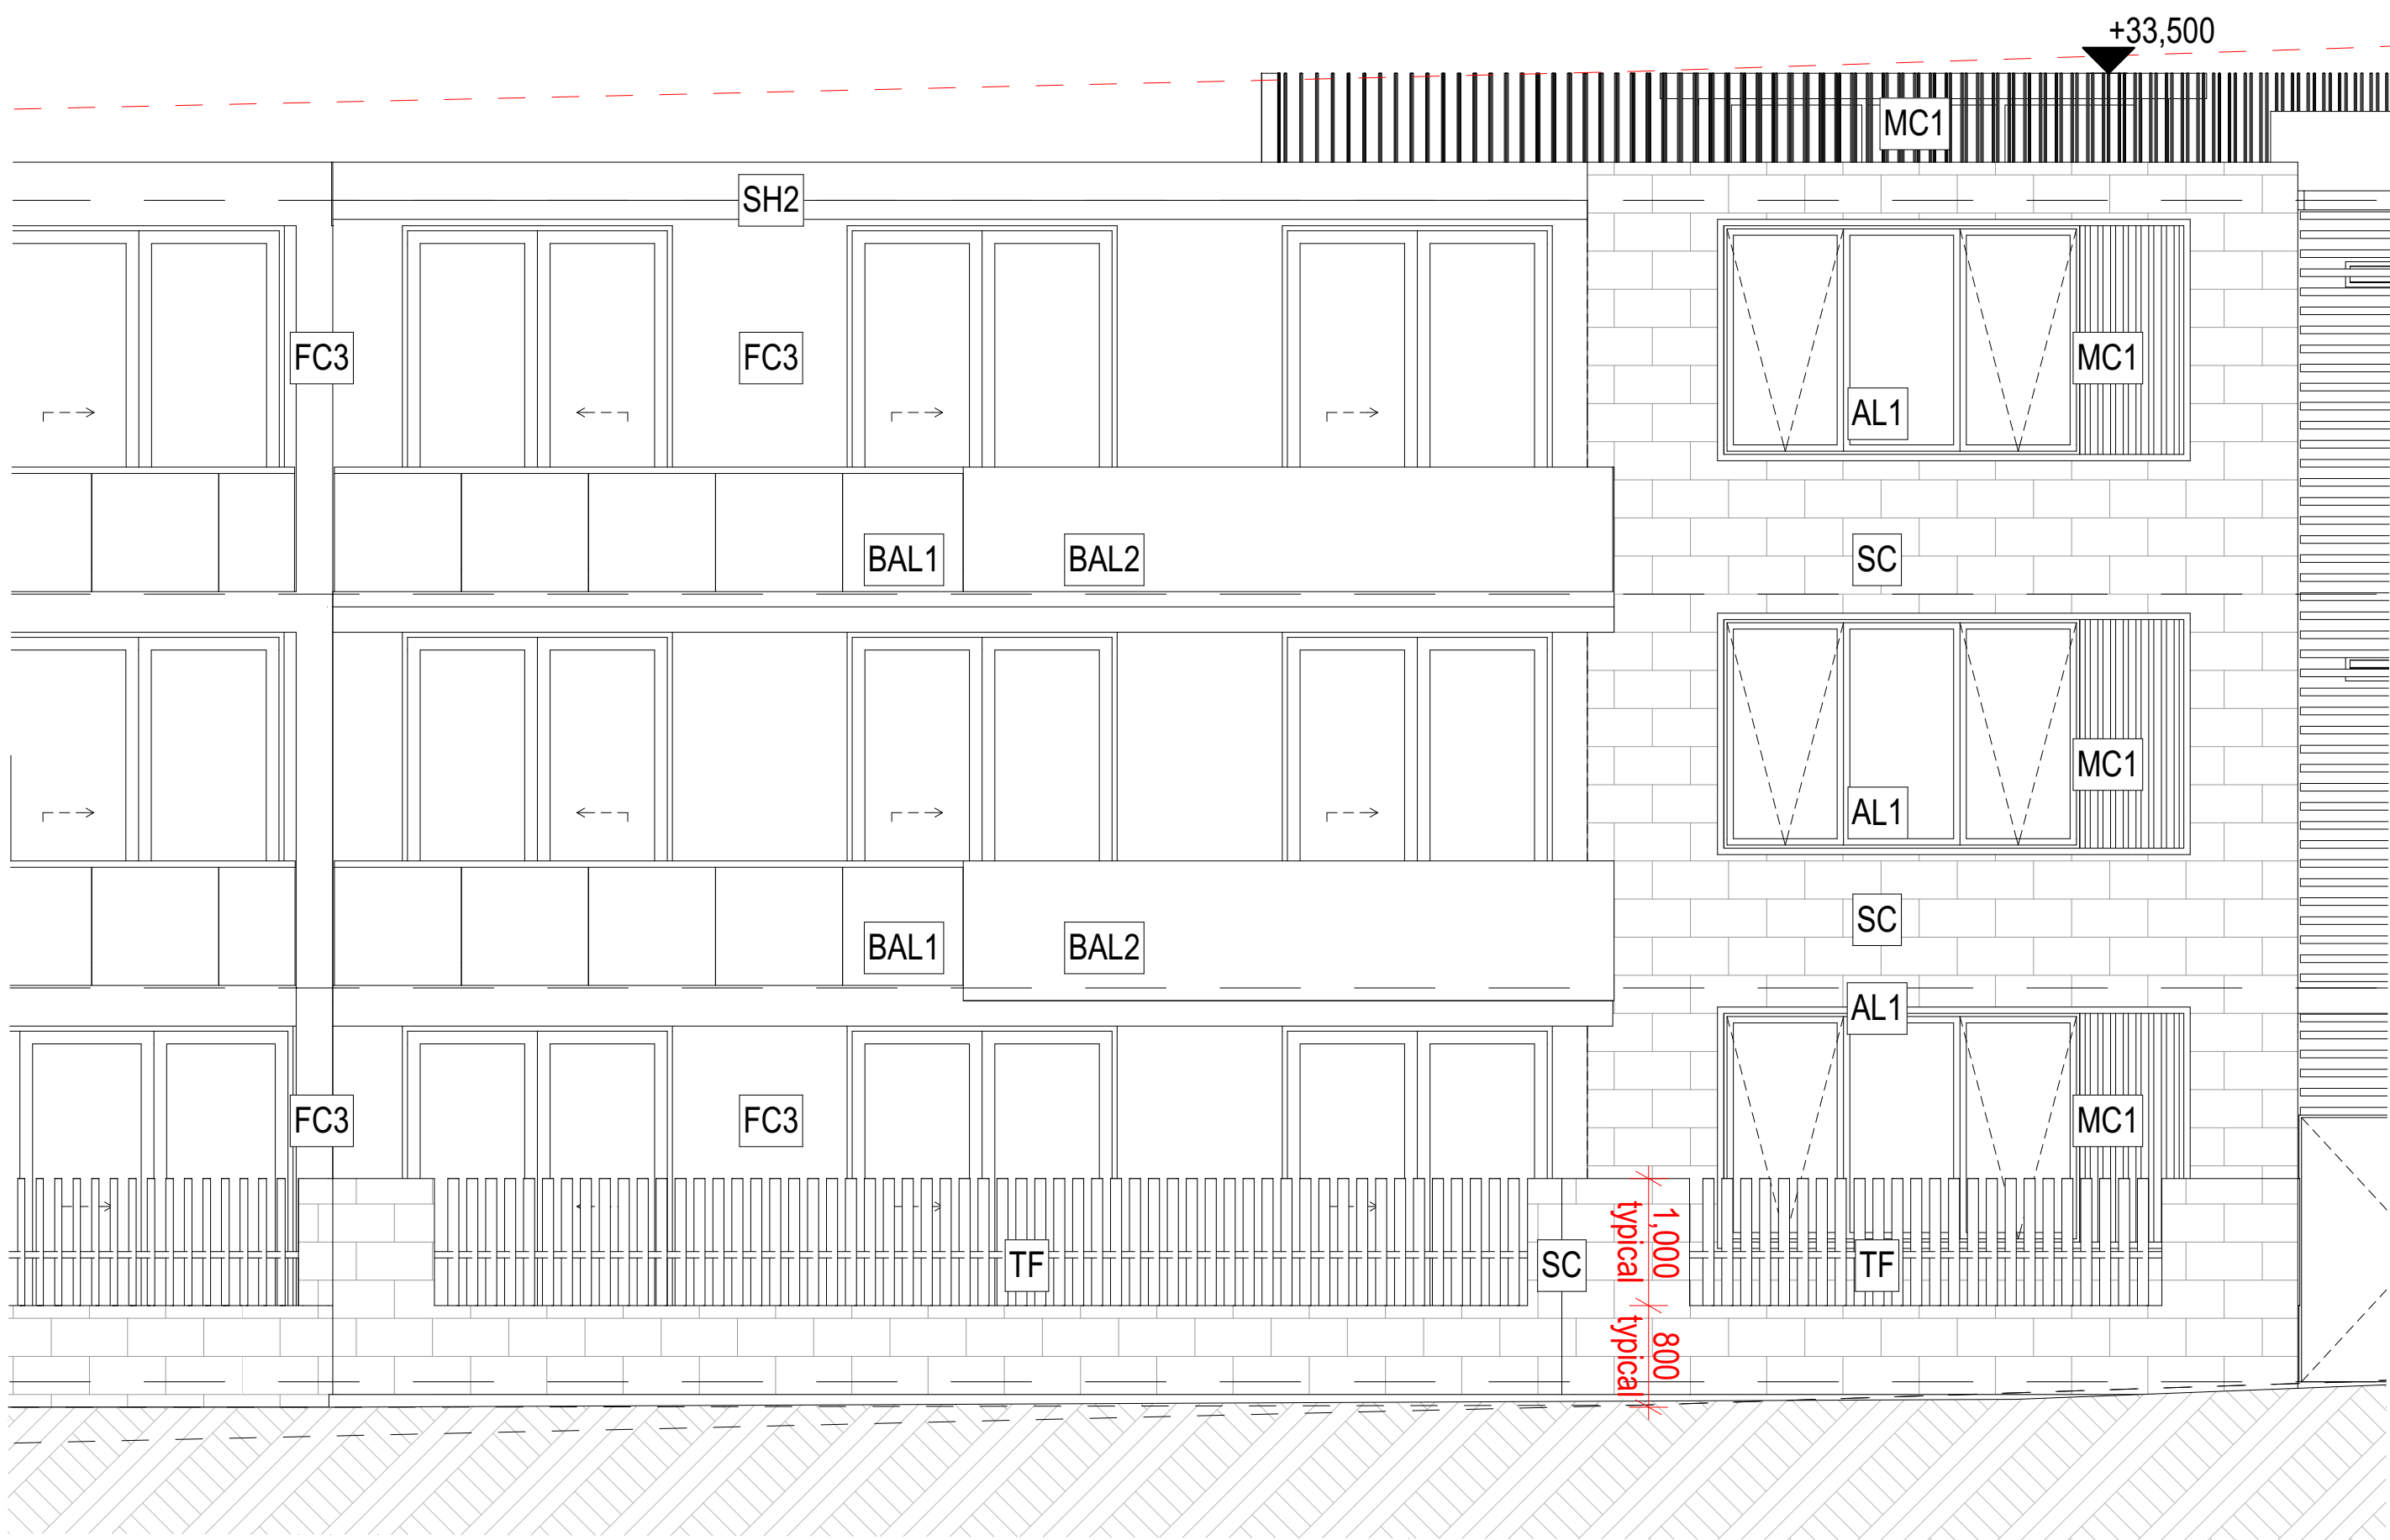 +33,500
MC1
SH2
FC3
FC3
MC1
AL1
BAL1
BAL2
SC
MC1
AL1
BAL1
BAL2
SC
AL1
FC3
FC3
MC1
1,000
typical
TF
SC
TF
800
typical